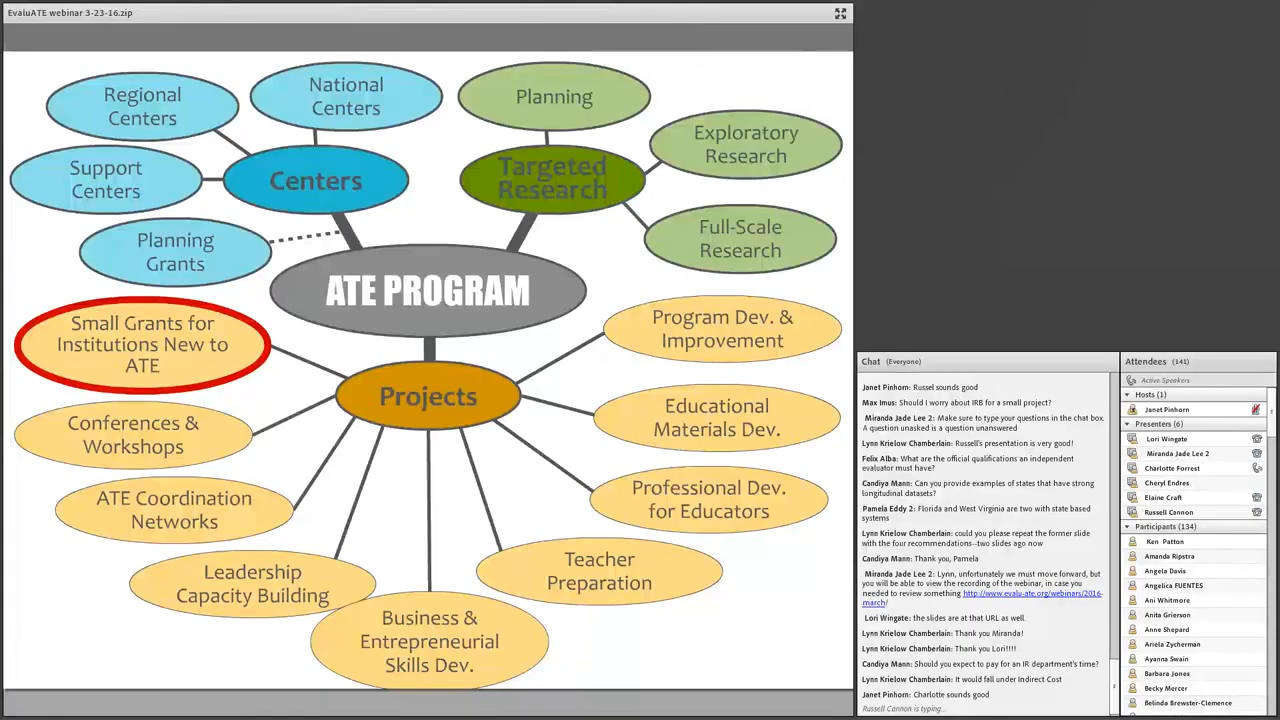 EvaluATE webinar 3-23-16.zip
Regional
Centers
National
Centers
Planning
Exploratory
Research
Support
Centers
Centers
Targeted
Research
Planning
Grants
Full-Scale
Research
ATE PROGRAM
Small Grants for
Institutions New to
ATE
Program Dev. &
Improvement
Projects
Conferences &
Workshops
Educational
Materials Dev.
ATE Coordination
Networks
Professional Dev.
for Educators
Leadership
Capacity Building
Teacher
Preparation
Business &
Entrepreneurial
Skills Dev.
Chat (Everyone)
Janet Pinhorn: Russel sounds good
Max Imus: Should I worry about IRB for a small project?
Miranda Jade Lee 2: Make sure to type your questions in the chat box.
A question unasked is a question unanswered
Lynn Krielow Chamberlain: Russell's presentation is very good!
Felix Alba: What are the official qualifications an independent
evaluator must have?
Candiya Mann: Can you provide examples of states that have strong
longitudinal datasets?
Pamela Eddy 2: Florida and West Virginia are two with state based
systems
Lynn Krielow Chamberlain: could you please repeat the former slide
with the four recommendations--two slides ago now
Candiya Mann: Thank you, Pamela
Miranda Jade Lee 2: Lynn, unfortunately we must move forward, but
you will be able to view the recording of the webinar, in case you
needed to review something http://www.evalu-ate.org/webinars/2016-
march/
Lori Wingate: the slides are at that URL as well.
Lynn Krielow Chamberlain: Thank you Miranda!
Lynn Krielow Chamberlain: Thank you Lori!!!!
Candiya Mann: Should you expect to pay for an IR department's time?
Lynn Krielow Chamberlain: It would fall under Indirect Cost
Janet Pinhorn: Charlotte sounds good
Russell Cannon is typing...
Attendees (141)
Active Speakers
Hosts (1)
Janet Pinhorn
Presenters (6)
Lori Wingate
Miranda Jade Lee 2
Charlotte Forrest
Cheryl Endres
Elaine Craft
Russell Cannon
Participants (134)
Ken Patton
Amanda Ripstra
Angela Davis
Angelica FUENTES
Ani Whitmore
Anita Grierson
Anne Shepard
Ariela Zycherman
Ayanna Swain
Barbara Jones
Becky Mercer
Belinda Brewster-Clemence